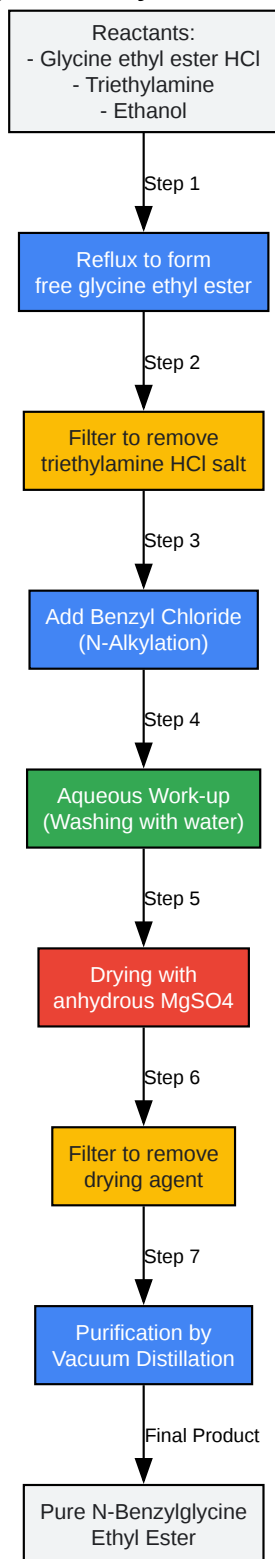 Reactants:
- Glycine ethyl ester HCl
- Triethylamine
- Ethanol
Step 1
Reflux to form
free glycine ethyl ester
Step 2
Filter to remove
triethylamine HCl salt
Step 3
Add Benzyl Chloride
(N-Alkylation)
Step 4
Aqueous Work-up
(Washing with water)
Step 5
Drying with
anhydrous MgSO4
Step 6
Filter to remove
drying agent
Step 7
Purification by
Vacuum Distillation
Final Product
Pure N-Benzylglycine
Ethyl Ester